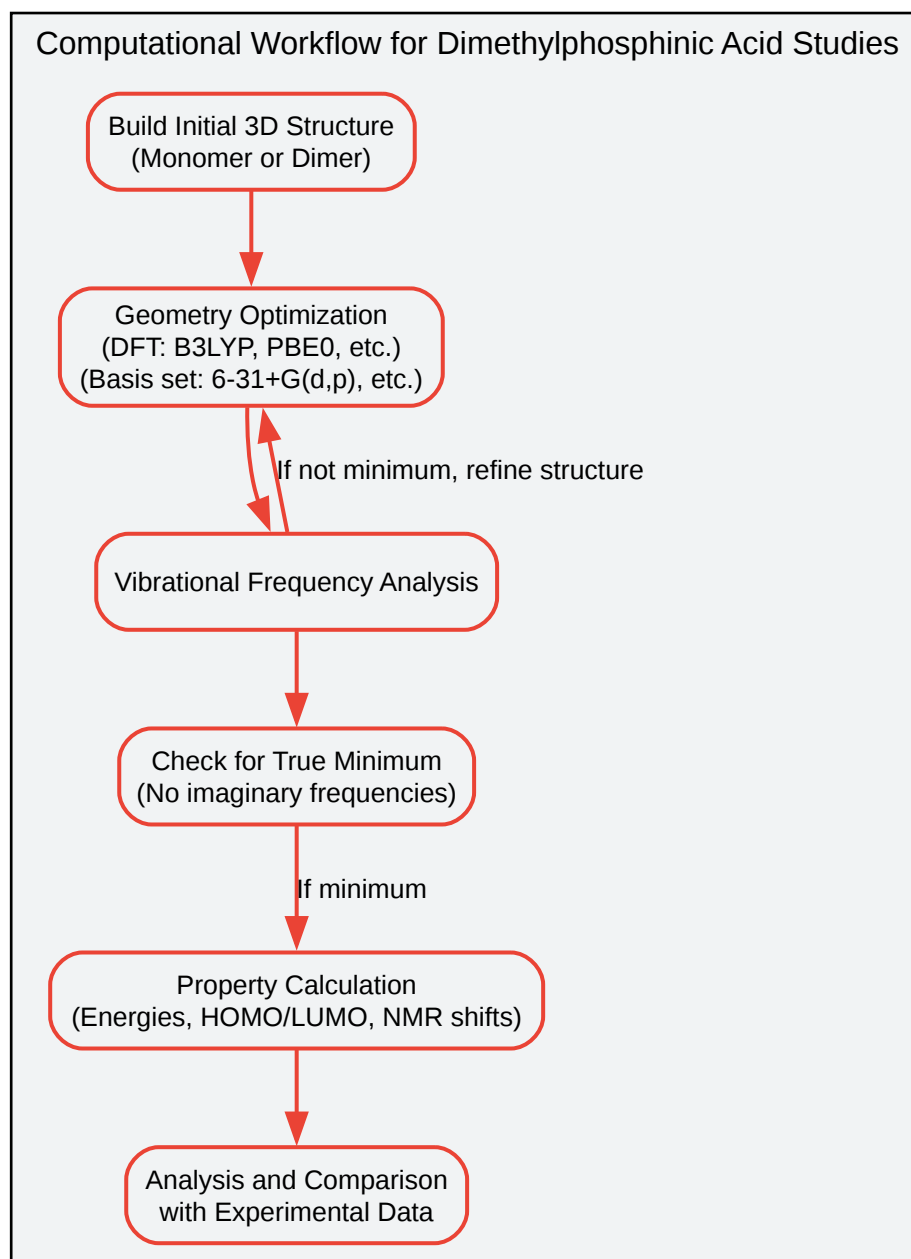 Computational Workflow for Dimethylphosphinic Acid Studies
Build Initial 3D Structure
(Monomer or Dimer)
Geometry Optimization
(DFT: B3LYP, PBE0, etc.)
(Basis set: 6-31+G(d,p), etc.)
If not minimum, refine structure
Vibrational Frequency Analysis
Check for True Minimum
(No imaginary frequencies)
If minimum
Property Calculation
(Energies, HOMO/LUMO, NMR shifts)
Analysis and Comparison
with Experimental Data